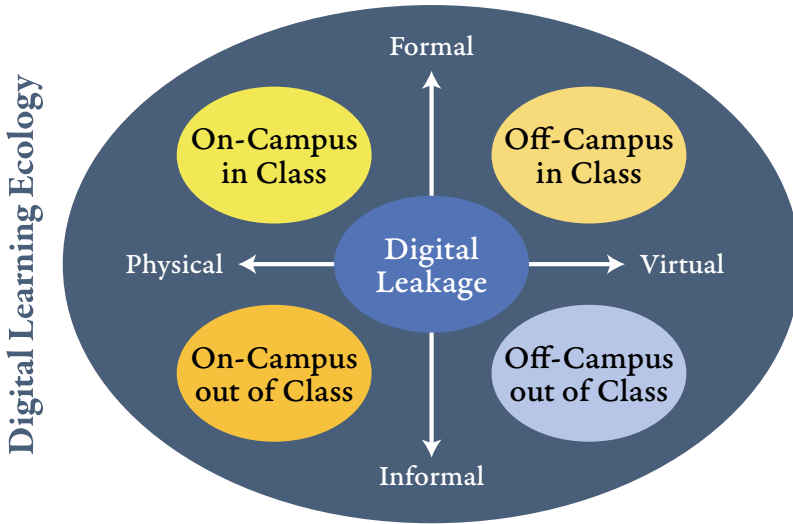 Digital Learning Ecology
Formal
On-Campus
in Class
Off-Campus
in Class
Physical
Digital
Leakage
Virtual
On-Campus
out of Class
Off-Campus
out of Class
Informal